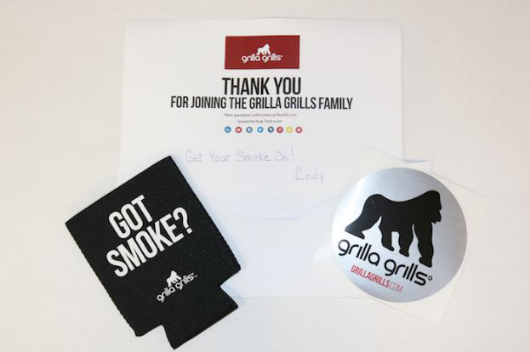 grilla grills
THANK YOU
FOR JOINING THE GRILLA GRILLS FAMILY
Get Your Smoke On!
Cindy
GOT
SMOKE?
grilla grills
grilla grills
GRILLAGRILLS.COM